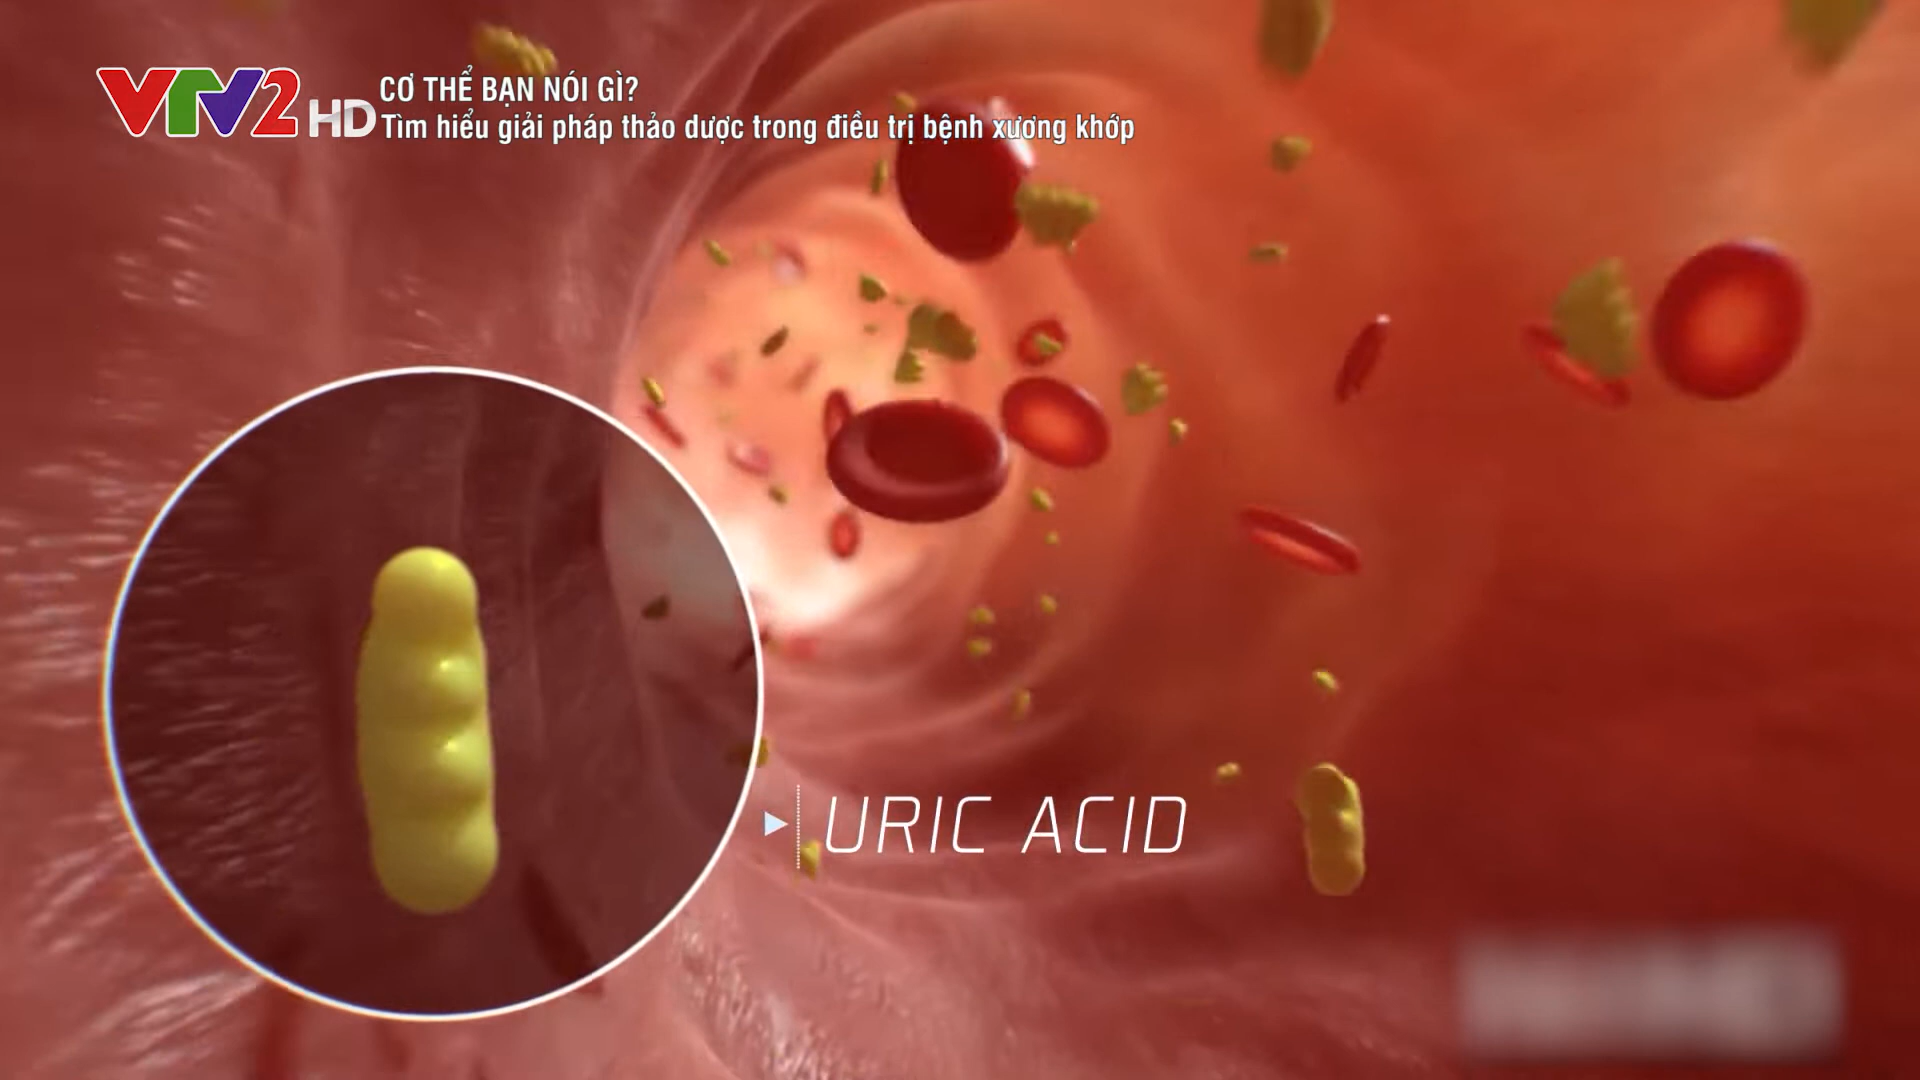 VTV2 HD
CƠ THỂ BẠN NÓI GÌ?
Tìm hiểu giải pháp thảo dược trong điều trị bệnh xương khớp
URIC ACID